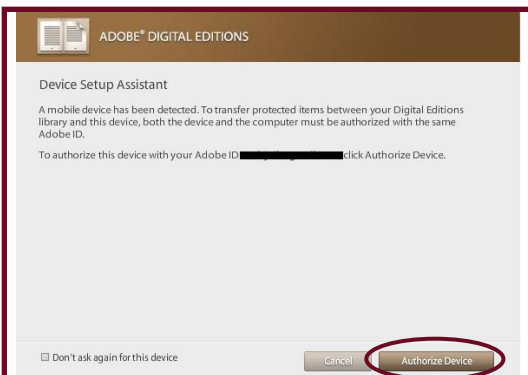 ADOBE® DIGITAL EDITIONS
Device Setup Assistant
A mobile device has been detected. To transfer protected items between your Digital Editions
library and this device, both the device and the computer must be authorized with the same
Adobe ID.
To authorize this device with your Adobe ID click Authorize Device.
Don't ask again for this device
Cancel
Authorize Device